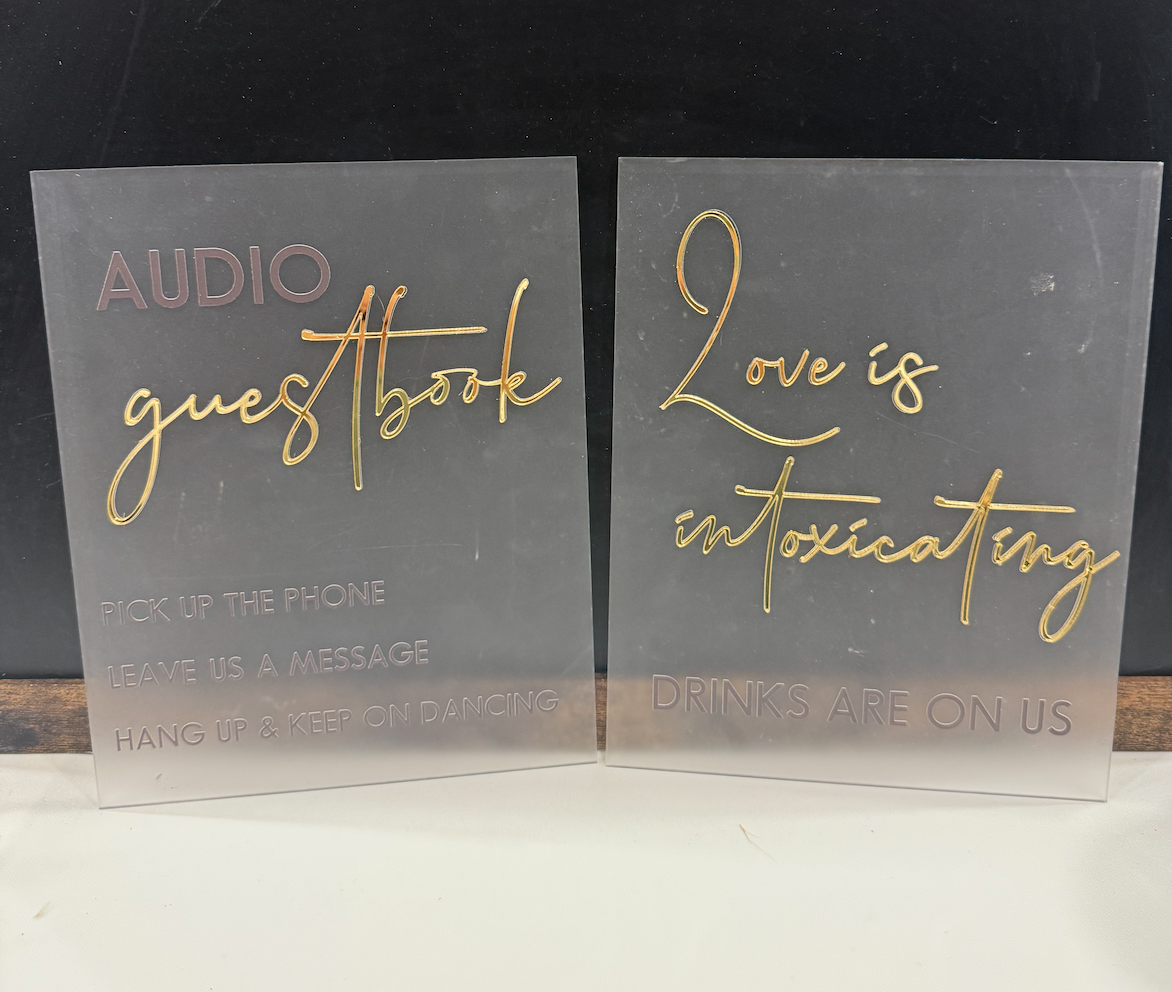 AUDIO
guestbook
PICK UP THE PHONE
LEAVE US A MESSAGE
HANG UP & KEEP ON DANCING
Love is
intoxicating
DRINKS ARE ON US